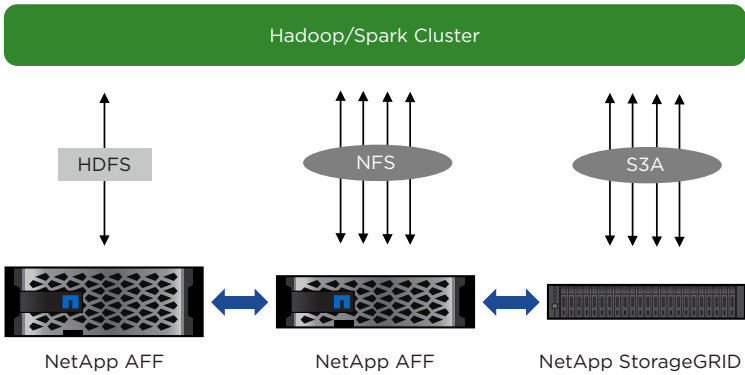 Hadoop/Spark Cluster
HDFS
NFS
S3A
NetApp AFF
NetApp AFF
NetApp StorageGRID